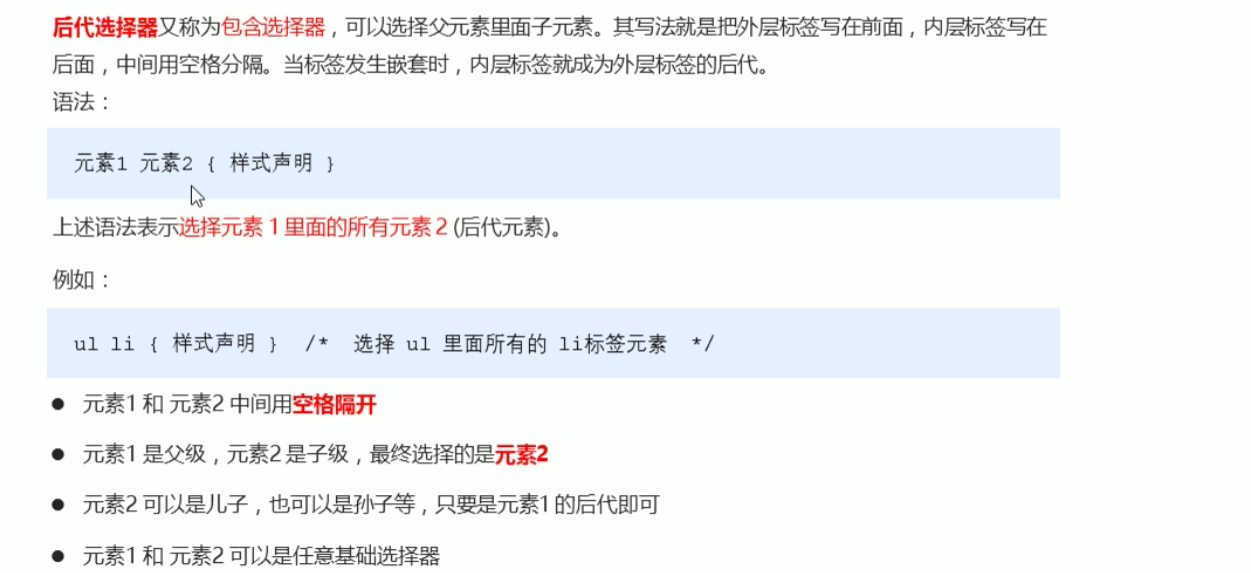 后代选择器又称为包含选择器，可以选择父元素里面子元素。其写法就是把外层标签写在前面，内层标签写在
后面，中间用空格分隔。当标签发生嵌套时，内层标签就成为外层标签的后代。
语法：
元素1 元素2 { 样式声明 }
上述语法表示选择元素 1 里面的所有元素 2 (后代元素)。
例如：
ul li { 样式声明 } /* 选择 ul 里面所有的 li标签元素 */
● 元素1 和 元素2 中间用空格隔开
● 元素1 是父级，元素2 是子级，最终选择的是元素2
● 元素2 可以是儿子，也可以是孙子等，只要是元素1 的后代即可
● 元素1 和 元素2 可以是任意基础选择器